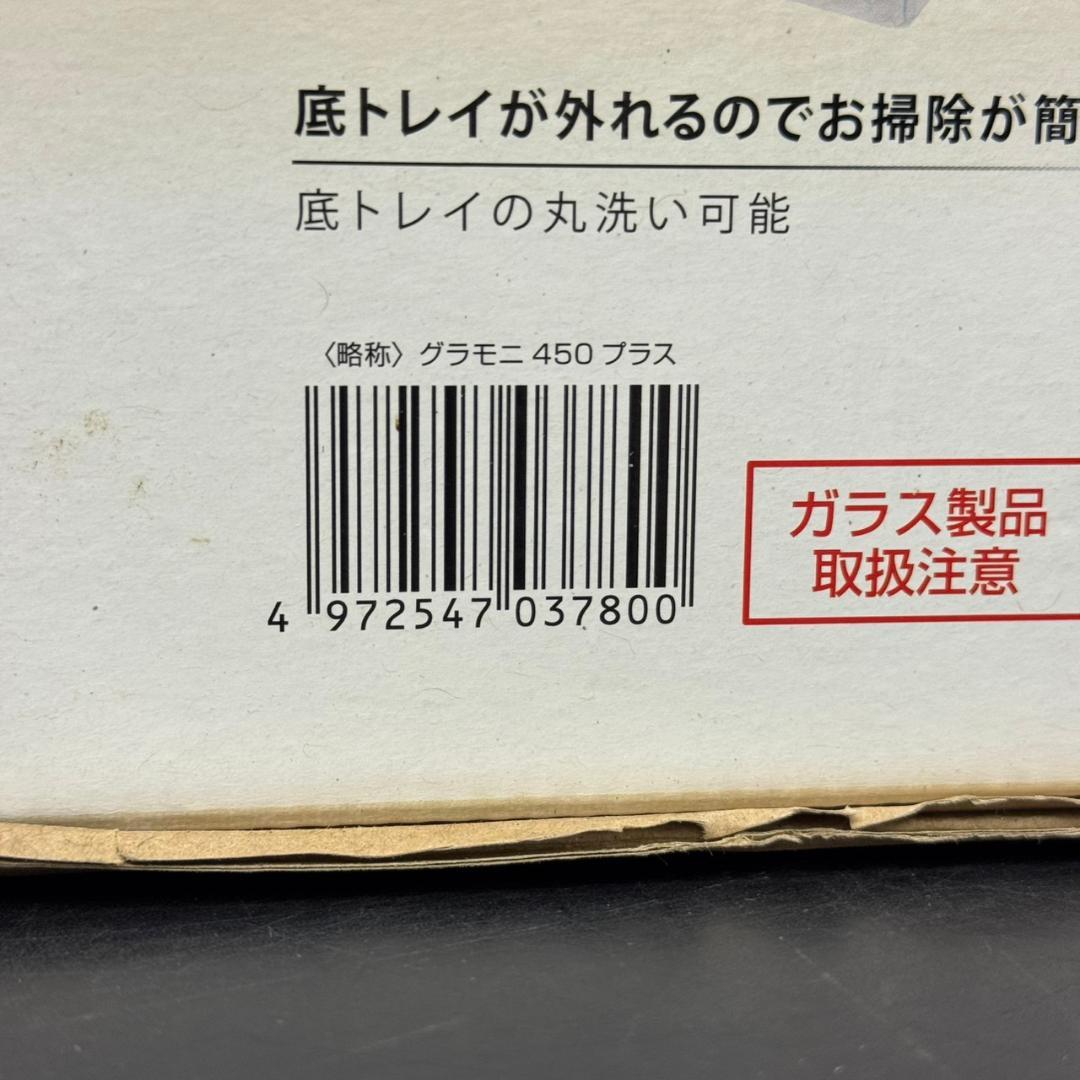 底トレイが外れるのでお掃除が簡
底トレイの丸洗い可能
〈略称〉グラモニ 450 プラス
4 972547 037800
ガラス製品
取扱注意